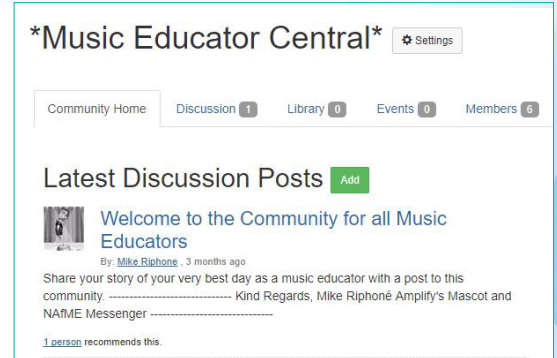 *Music Educator Central* Settings
Community Home Discussion 1 Library 0 Events 0 Members 6
Latest Discussion Posts Add
Welcome to the Community for all Music
Educators
By: Mike Riphone , 3 months ago
Share your story of your very best day as a music educator with a post to this
community. ------------------------------ Kind Regards, Mike Riphoné Amplify's Mascot and
NAfME Messenger ------------------------------
1 person recommends this.